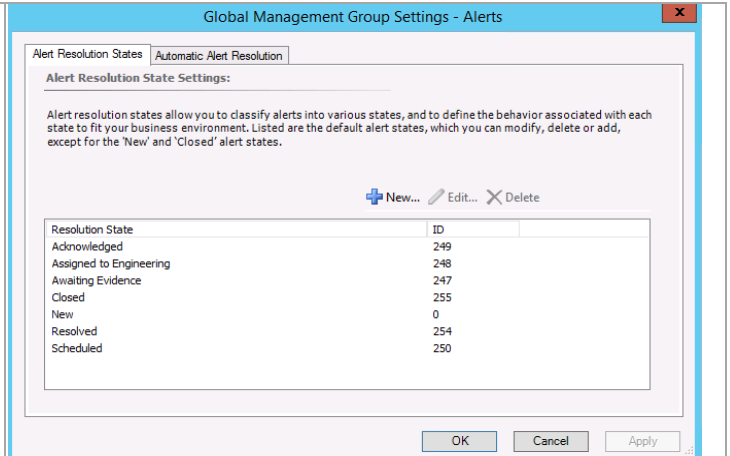 Global Management Group Settings - Alerts
x
Alert Resolution States Automatic Alert Resolution
Alert Resolution State Settings:
Alert resolution states allow you to classify alerts into various states, and to define the behavior associated with each
state to fit your business environment. Listed are the default alert states, which you can modify, delete or add,
except for the 'New' and 'Closed' alert states.
New... Edit... Delete
Resolution State ID
Acknowledged 249
Assigned to Engineering 248
Awaiting Evidence 247
Closed 255
New 0
Resolved 254
Scheduled 250
OK Cancel Apply